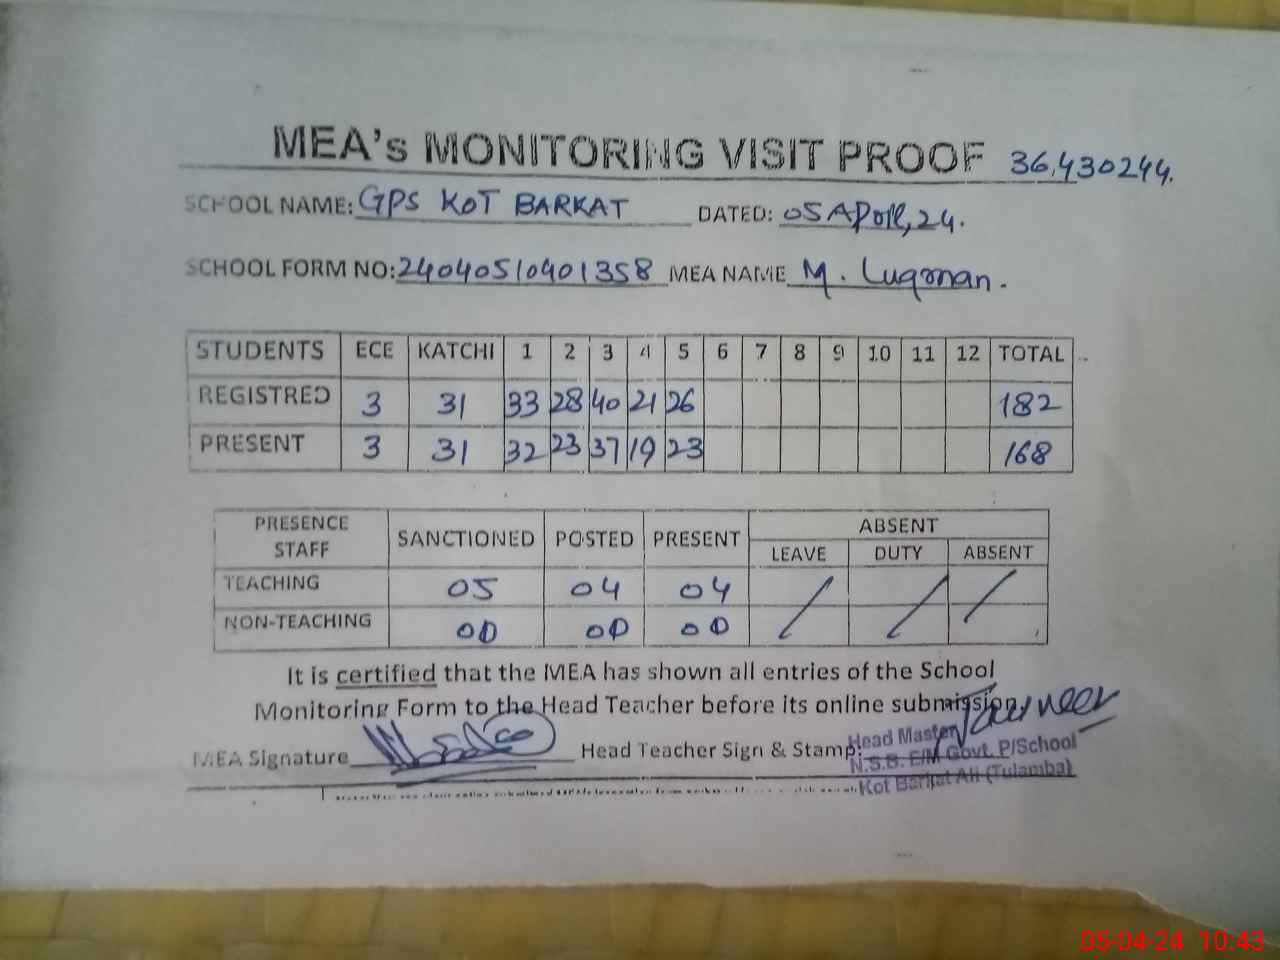 MEA's MONITORING VISIT PROOF 36,430244.
SCHOOL NAME: GPS KOT BARKAT DATED: 05 April, 24.
SCHOOL FORM NO: 24040510401358 MEA NAME M. Luqman.
STUDENTS ECE KATCHI 1 2 3 4 5 6 7 8 9 10 11 12 TOTAL
REGISTRED 3 31 33 28 40 21 26 182
PRESENT 3 31 32 23 37 19 23 168
PRESENCE STAFF SANCTIONED POSTED PRESENT ABSENT
LEAVE DUTY ABSENT
TEACHING 05 04 04
NON-TEACHING 00 00 00
It is certified that the MEA has shown all entries of the School
Monitoring Form to the Head Teacher before its online submission.
MEA Signature Head Teacher Sign & Stamp:
Head Master
N.S.B. E/M Govt. P/School
Kot Barkat Ali (Tulamba)
05-04-24 10:43